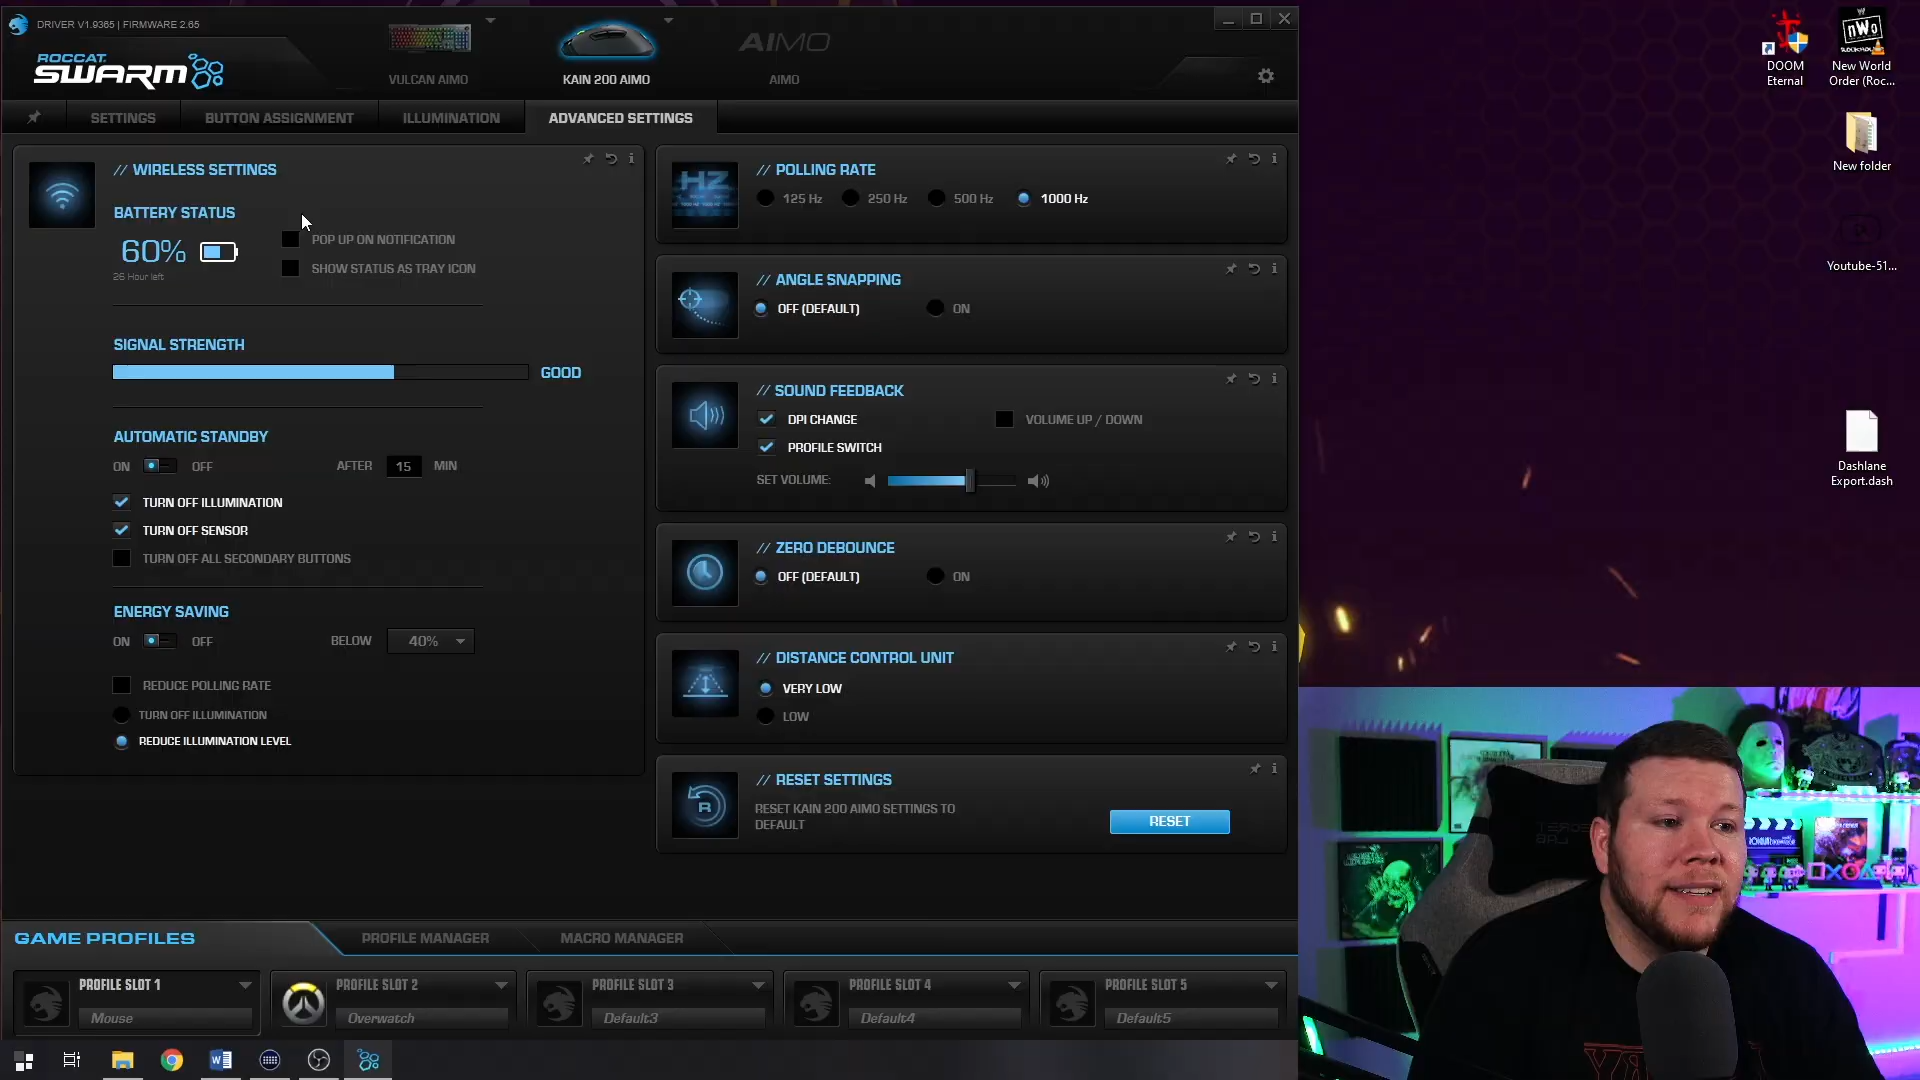 DRIVER V1.9365 | FIRMWARE 2.65
ROCCAT
SWARM
VULCAN AIMO
KAIN 200 AIMO
AIMO
AIMO
SETTINGS
BUTTON ASSIGNMENT
ILLUMINATION
ADVANCED SETTINGS
// WIRELESS SETTINGS
BATTERY STATUS
60%
26 Hour left
POP UP ON NOTIFICATION
SHOW STATUS AS TRAY ICON
SIGNAL STRENGTH
GOOD
AUTOMATIC STANDBY
ON OFF AFTER 15 MIN
TURN OFF ILLUMINATION
TURN OFF SENSOR
TURN OFF ALL SECONDARY BUTTONS
ENERGY SAVING
ON OFF BELOW 40%
REDUCE POLLING RATE
TURN OFF ILLUMINATION
REDUCE ILLUMINATION LEVEL
HZ
// POLLING RATE
125 Hz 250 Hz 500 Hz 1000 Hz
// ANGLE SNAPPING
OFF (DEFAULT) ON
// SOUND FEEDBACK
DPI CHANGE VOLUME UP / DOWN
PROFILE SWITCH
SET VOLUME:
// ZERO DEBOUNCE
OFF (DEFAULT) ON
// DISTANCE CONTROL UNIT
VERY LOW
LOW
R
// RESET SETTINGS
RESET KAIN 200 AIMO SETTINGS TO
DEFAULT
RESET
GAME PROFILES
PROFILE MANAGER
MACRO MANAGER
PROFILE SLOT 1
Mouse
PROFILE SLOT 2
Overwatch
PROFILE SLOT 3
Default3
PROFILE SLOT 4
Default4
PROFILE SLOT 5
Default5
DOOM
Eternal
nWo
New World
Order (Roc...
New folder
Youtube-51...
Dashlane
Export.dash